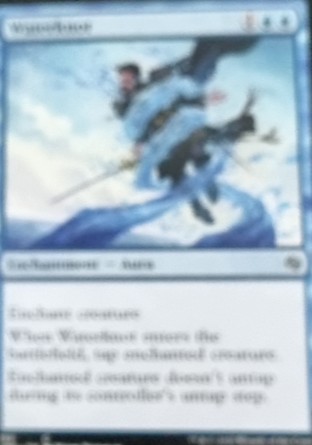 Waterknot
1
Enchantment — Aura
Enchant creature
When Waterknot enters the
battlefield, tap enchanted creature.
Enchanted creature doesn't untap
during its controller's untap step.